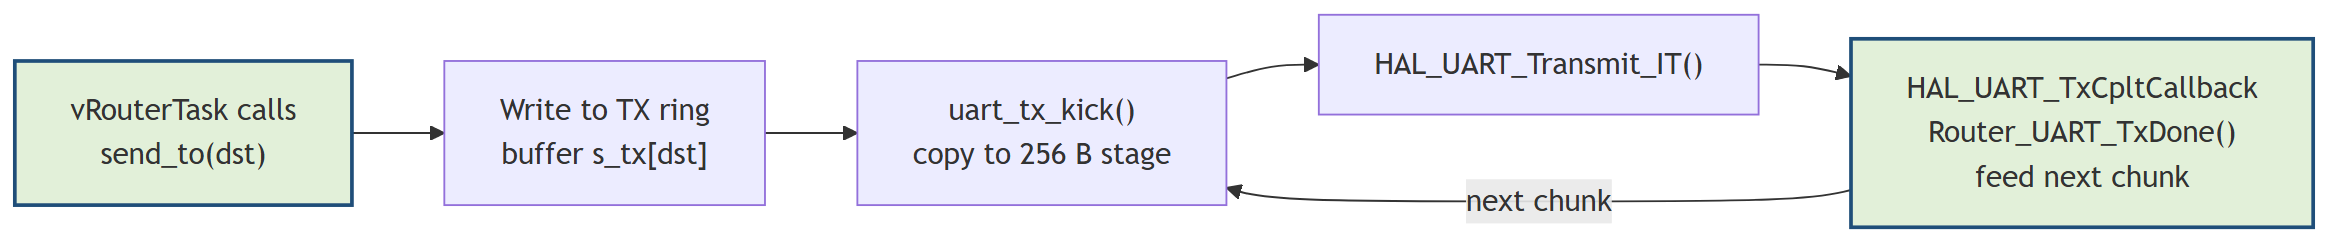 vRouterTask calls
send_to(dst)
Write to TX ring
buffer s_tx[dst]
uart_tx_kick()
copy to 256 B stage
HAL_UART_Transmit_IT()
HAL_UART_TxCpltCallback
Router_UART_TxDone()
feed next chunk
next chunk